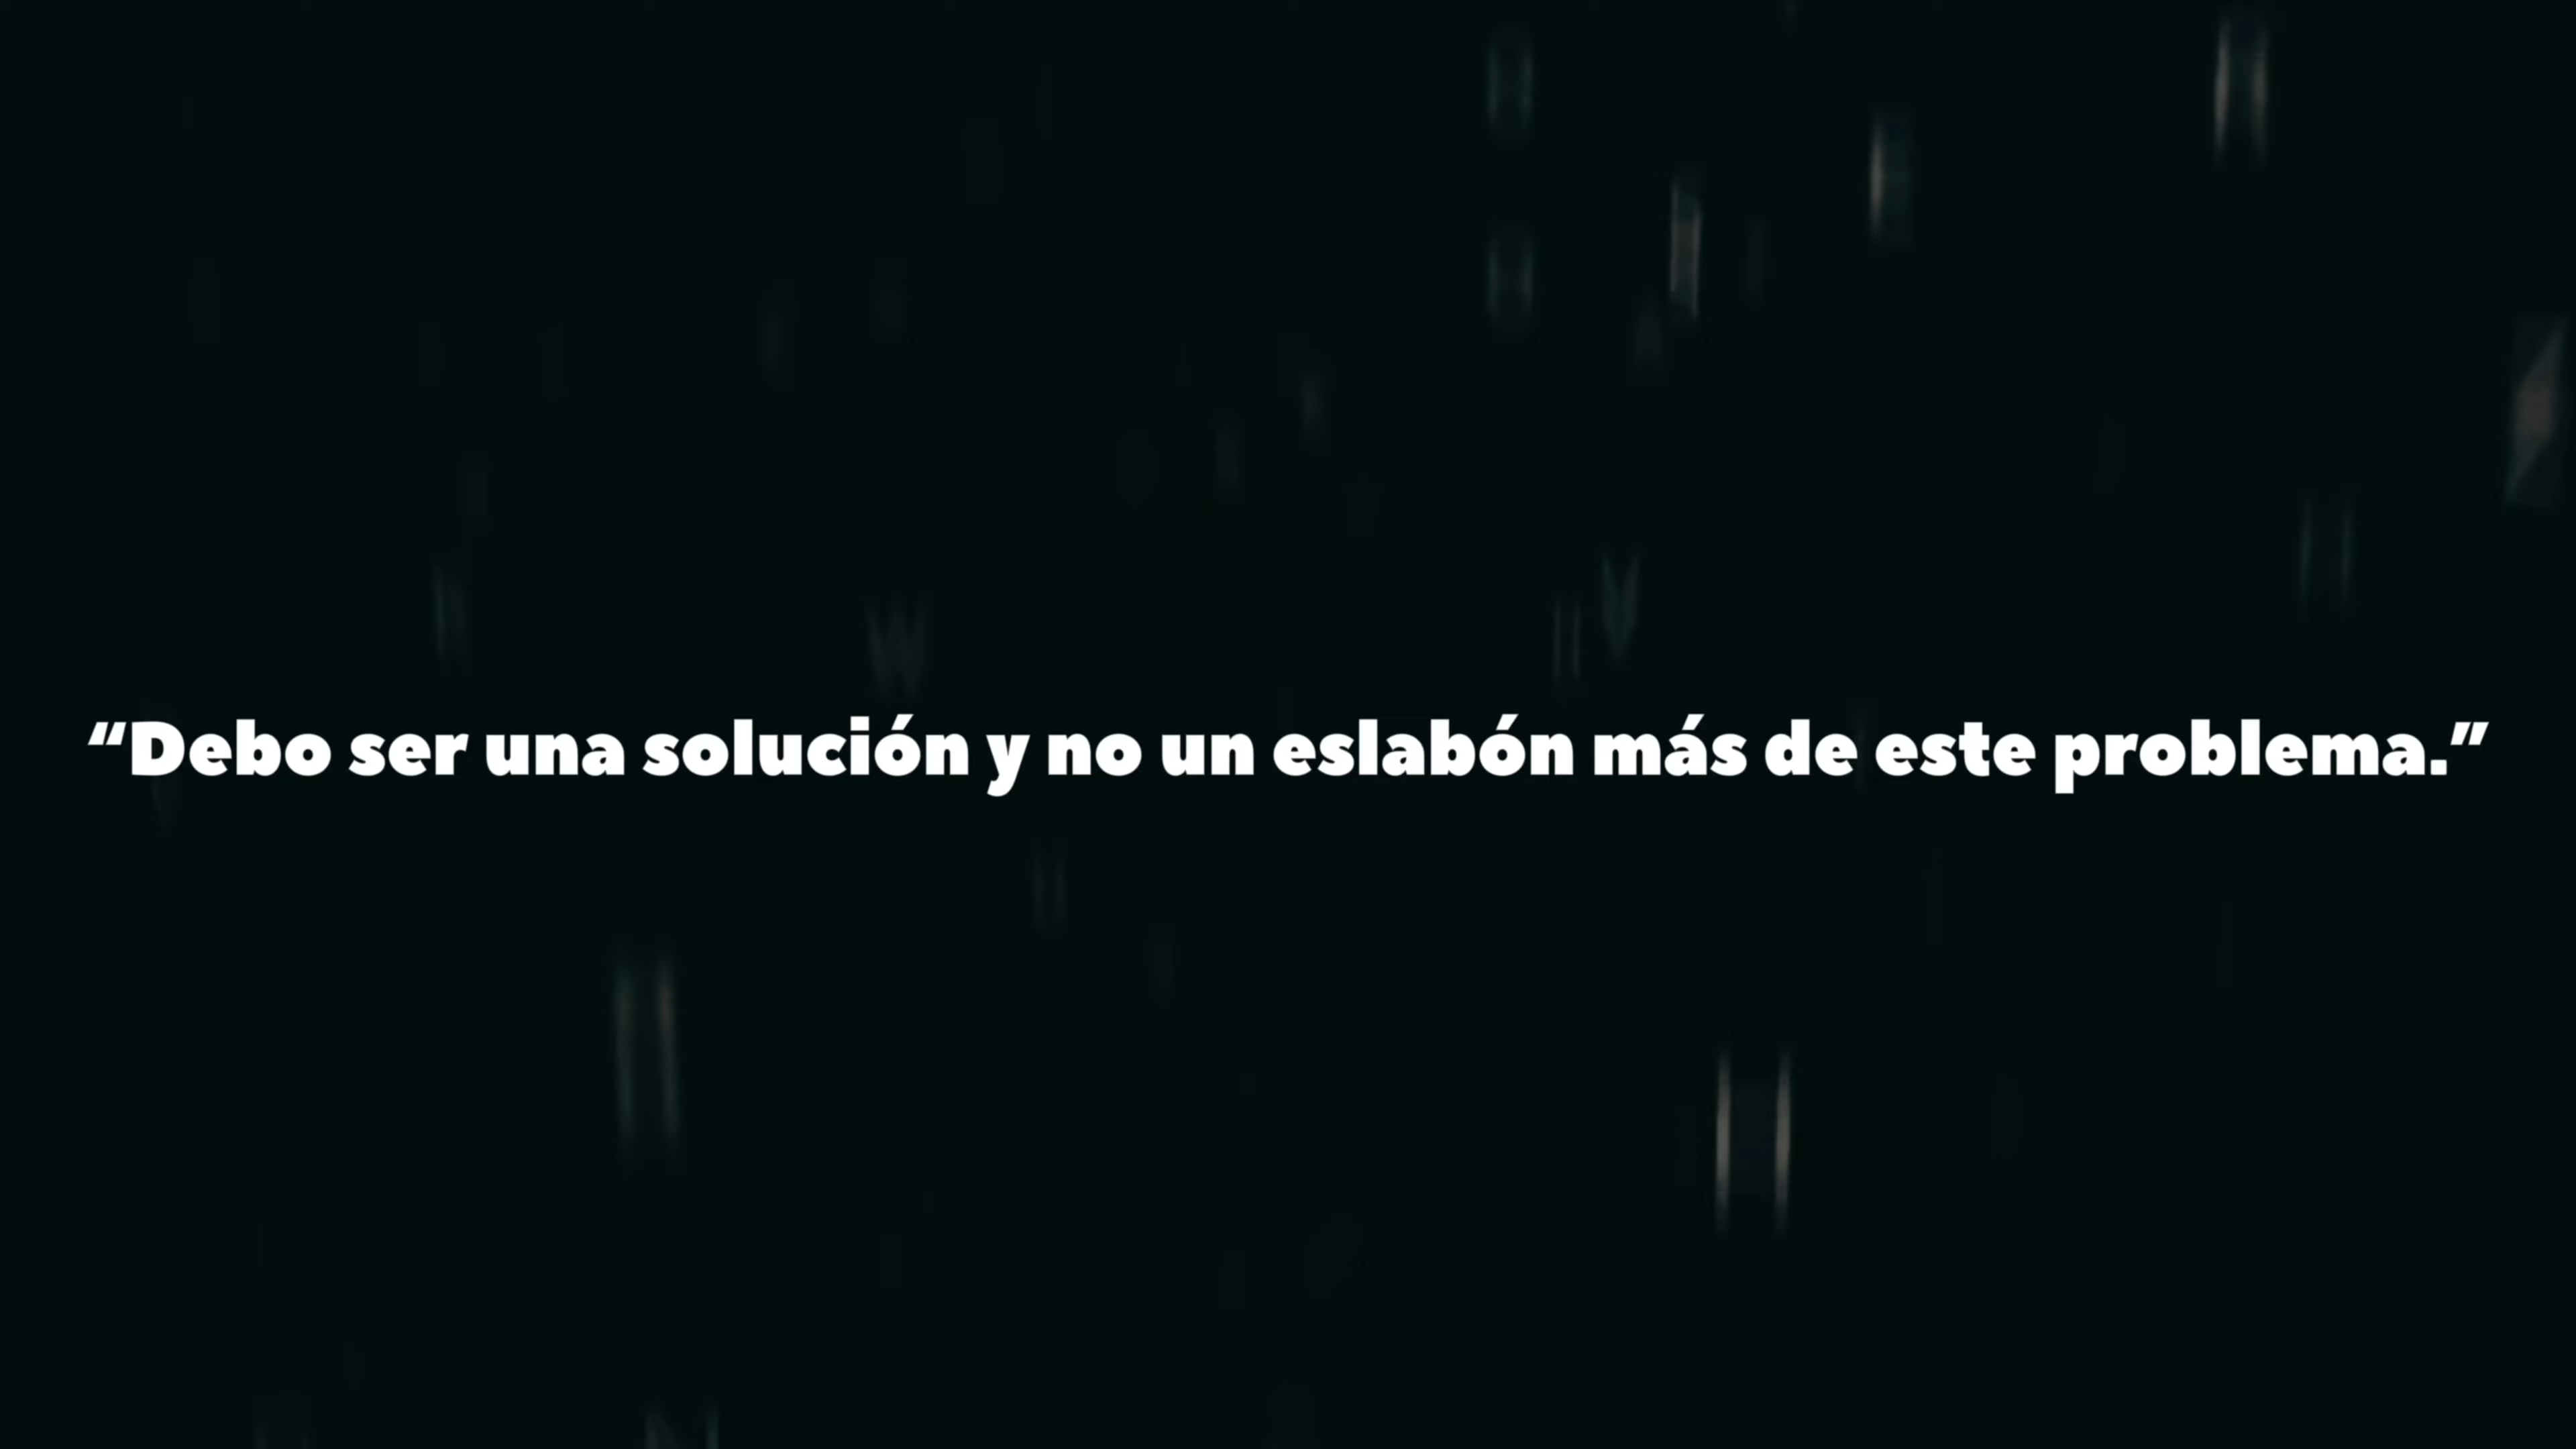 “Debo ser una solución y no un eslabón más de este problema.”